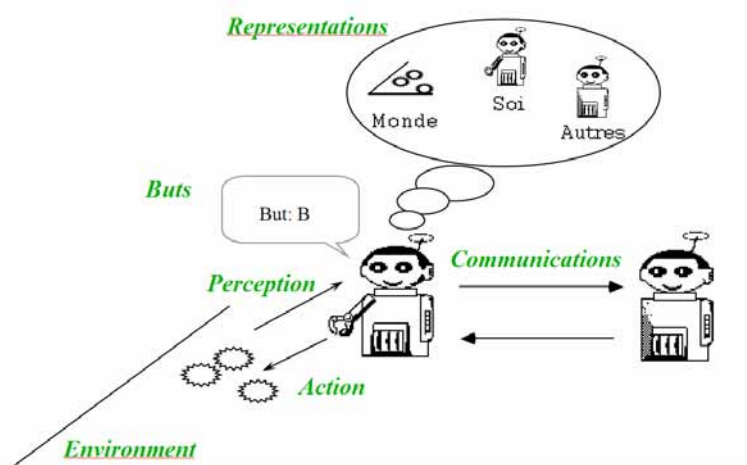 Representations
Monde
Soi
Autres
Buts
But: B
Perception
Communications
Action
Environment